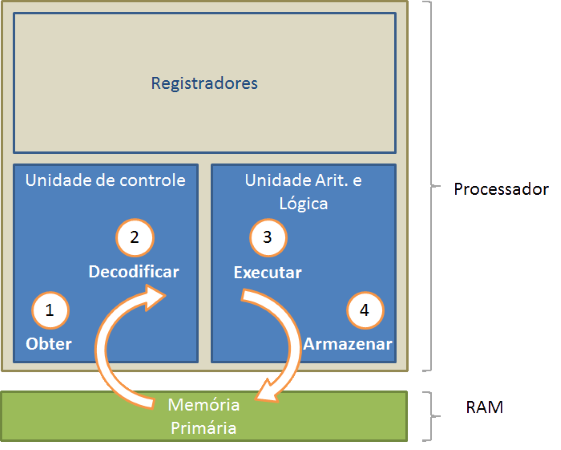 Registradores
Unidade de controle
Unidade Arit. e
Lógica
2
Decodificar
1
Obter
3
Executar
4
Armazenar
Processador
Memória
Primária
RAM